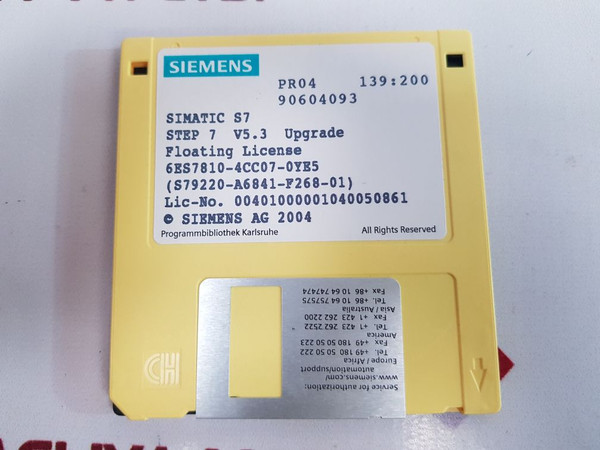 SIEMENS
PR04 139:200
90604093
SIMATIC S7
STEP 7 V5.3 Upgrade
Floating License
6ES7810-4CC07-0YE5
(S79220-A6841-F268-01)
Lic-No. 00401000001040050861
© SIEMENS AG 2004
Programmbibliothek Karlsruhe All Rights Reserved
Service for authorization:
www.siemens.com/
automation/support
Europe / Africa
Tel. +49 180 50 50 222
Fax +49 180 50 50 223
America
Tel. +1 423 262 2522
Fax +1 423 262 2200
Asia / Australia
Tel. +86 10 64 757575
Fax +86 10 64 747474